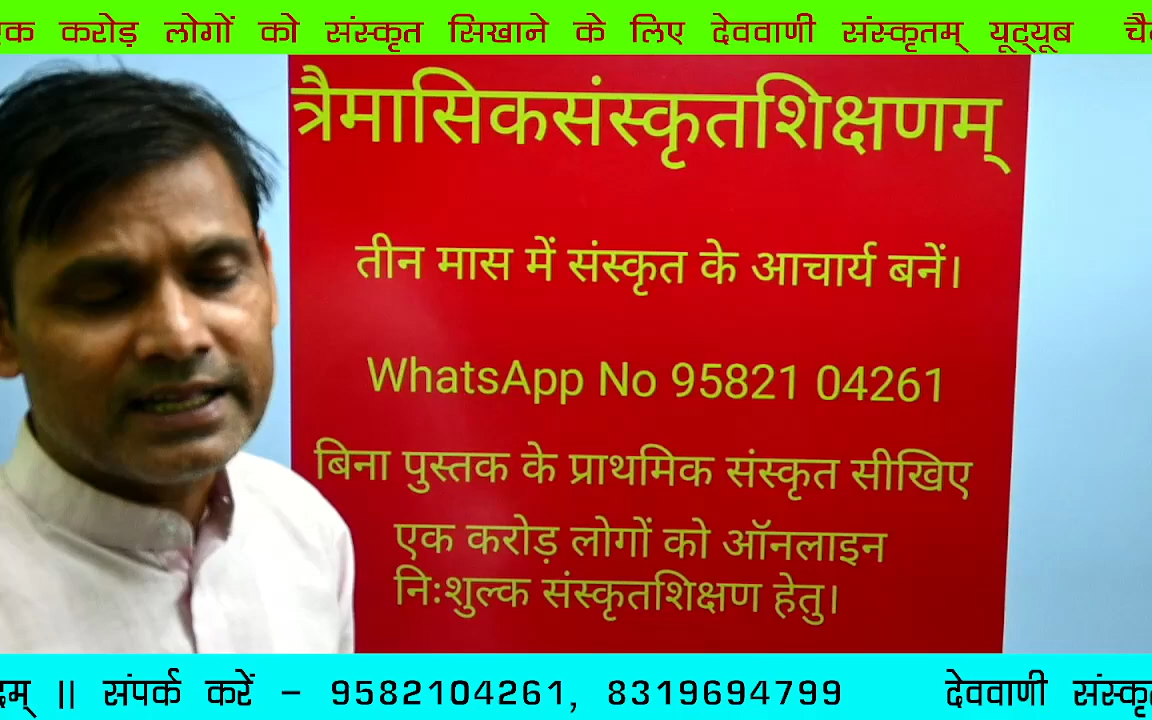 एक करोड़ लोगों को संस्कृत सिखाने के लिए देववाणी संस्कृतम् यूट्यूब
त्रैमासिकसंस्कृतशिक्षणम्
तीन मास में संस्कृत के आचार्य बनें।
WhatsApp No 95821 04261
बिना पुस्तक के प्राथमिक संस्कृत सीखिए
एक करोड़ लोगों को ऑनलाइन
निःशुल्क संस्कृतशिक्षण हेतु।
॥ संपर्क करें - 9582104261, 8319694799 देववाणी